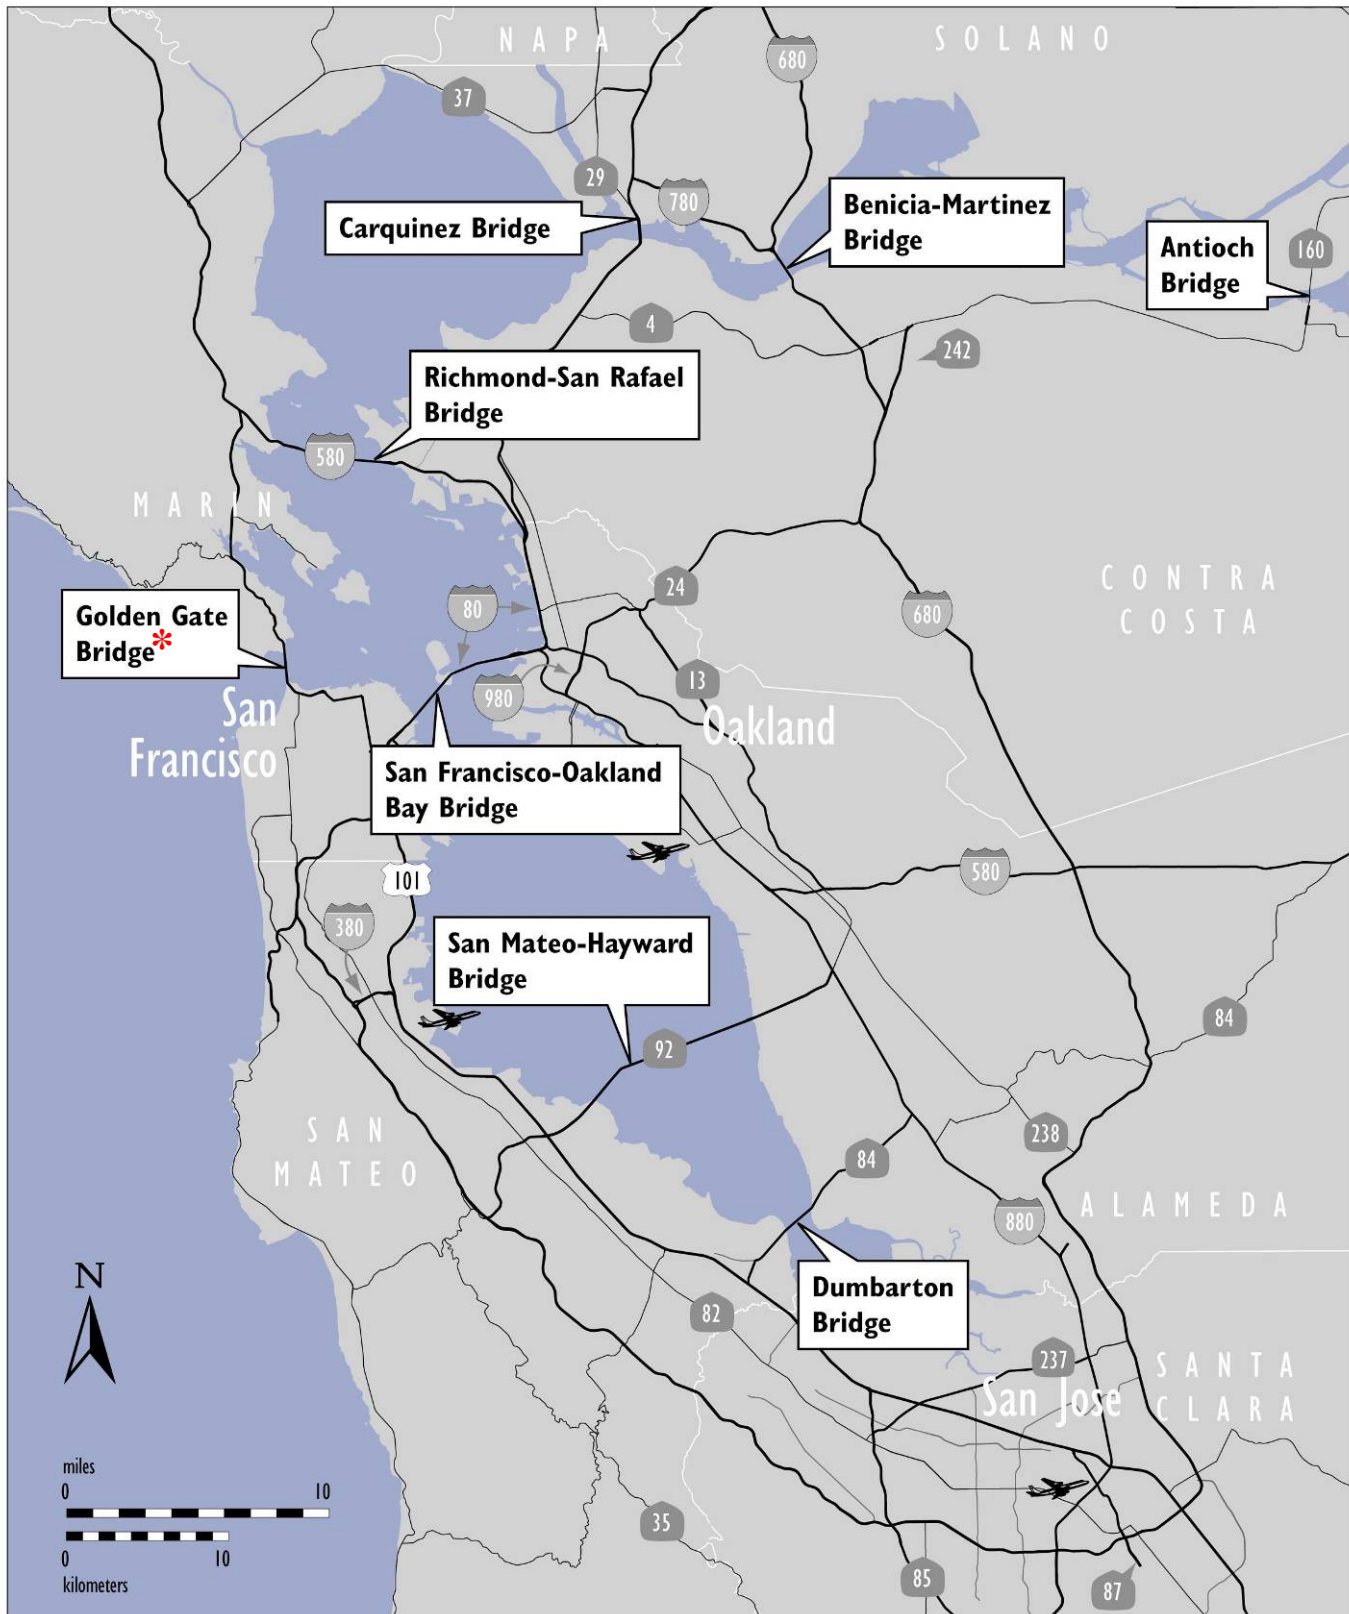 NAPA
SOLANO
680
37
29
780
Carquinez Bridge
Benicia-Martinez
Bridge
Antioch
Bridge
160
4
242
Richmond-San Rafael
Bridge
580
MARIN
80
24
680
CONTRA
COSTA
Golden Gate
Bridge*
980
13
San
Francisco
Oakland
San Francisco-Oakland
Bay Bridge
101
580
380
San Mateo-Hayward
Bridge
92
84
SAN
MATEO
84
238
880
ALAMEDA
N
Dumbarton
Bridge
82
237
San Jose
SANTA
CLARA
miles
0 10
0 10
kilometers
35
85
87